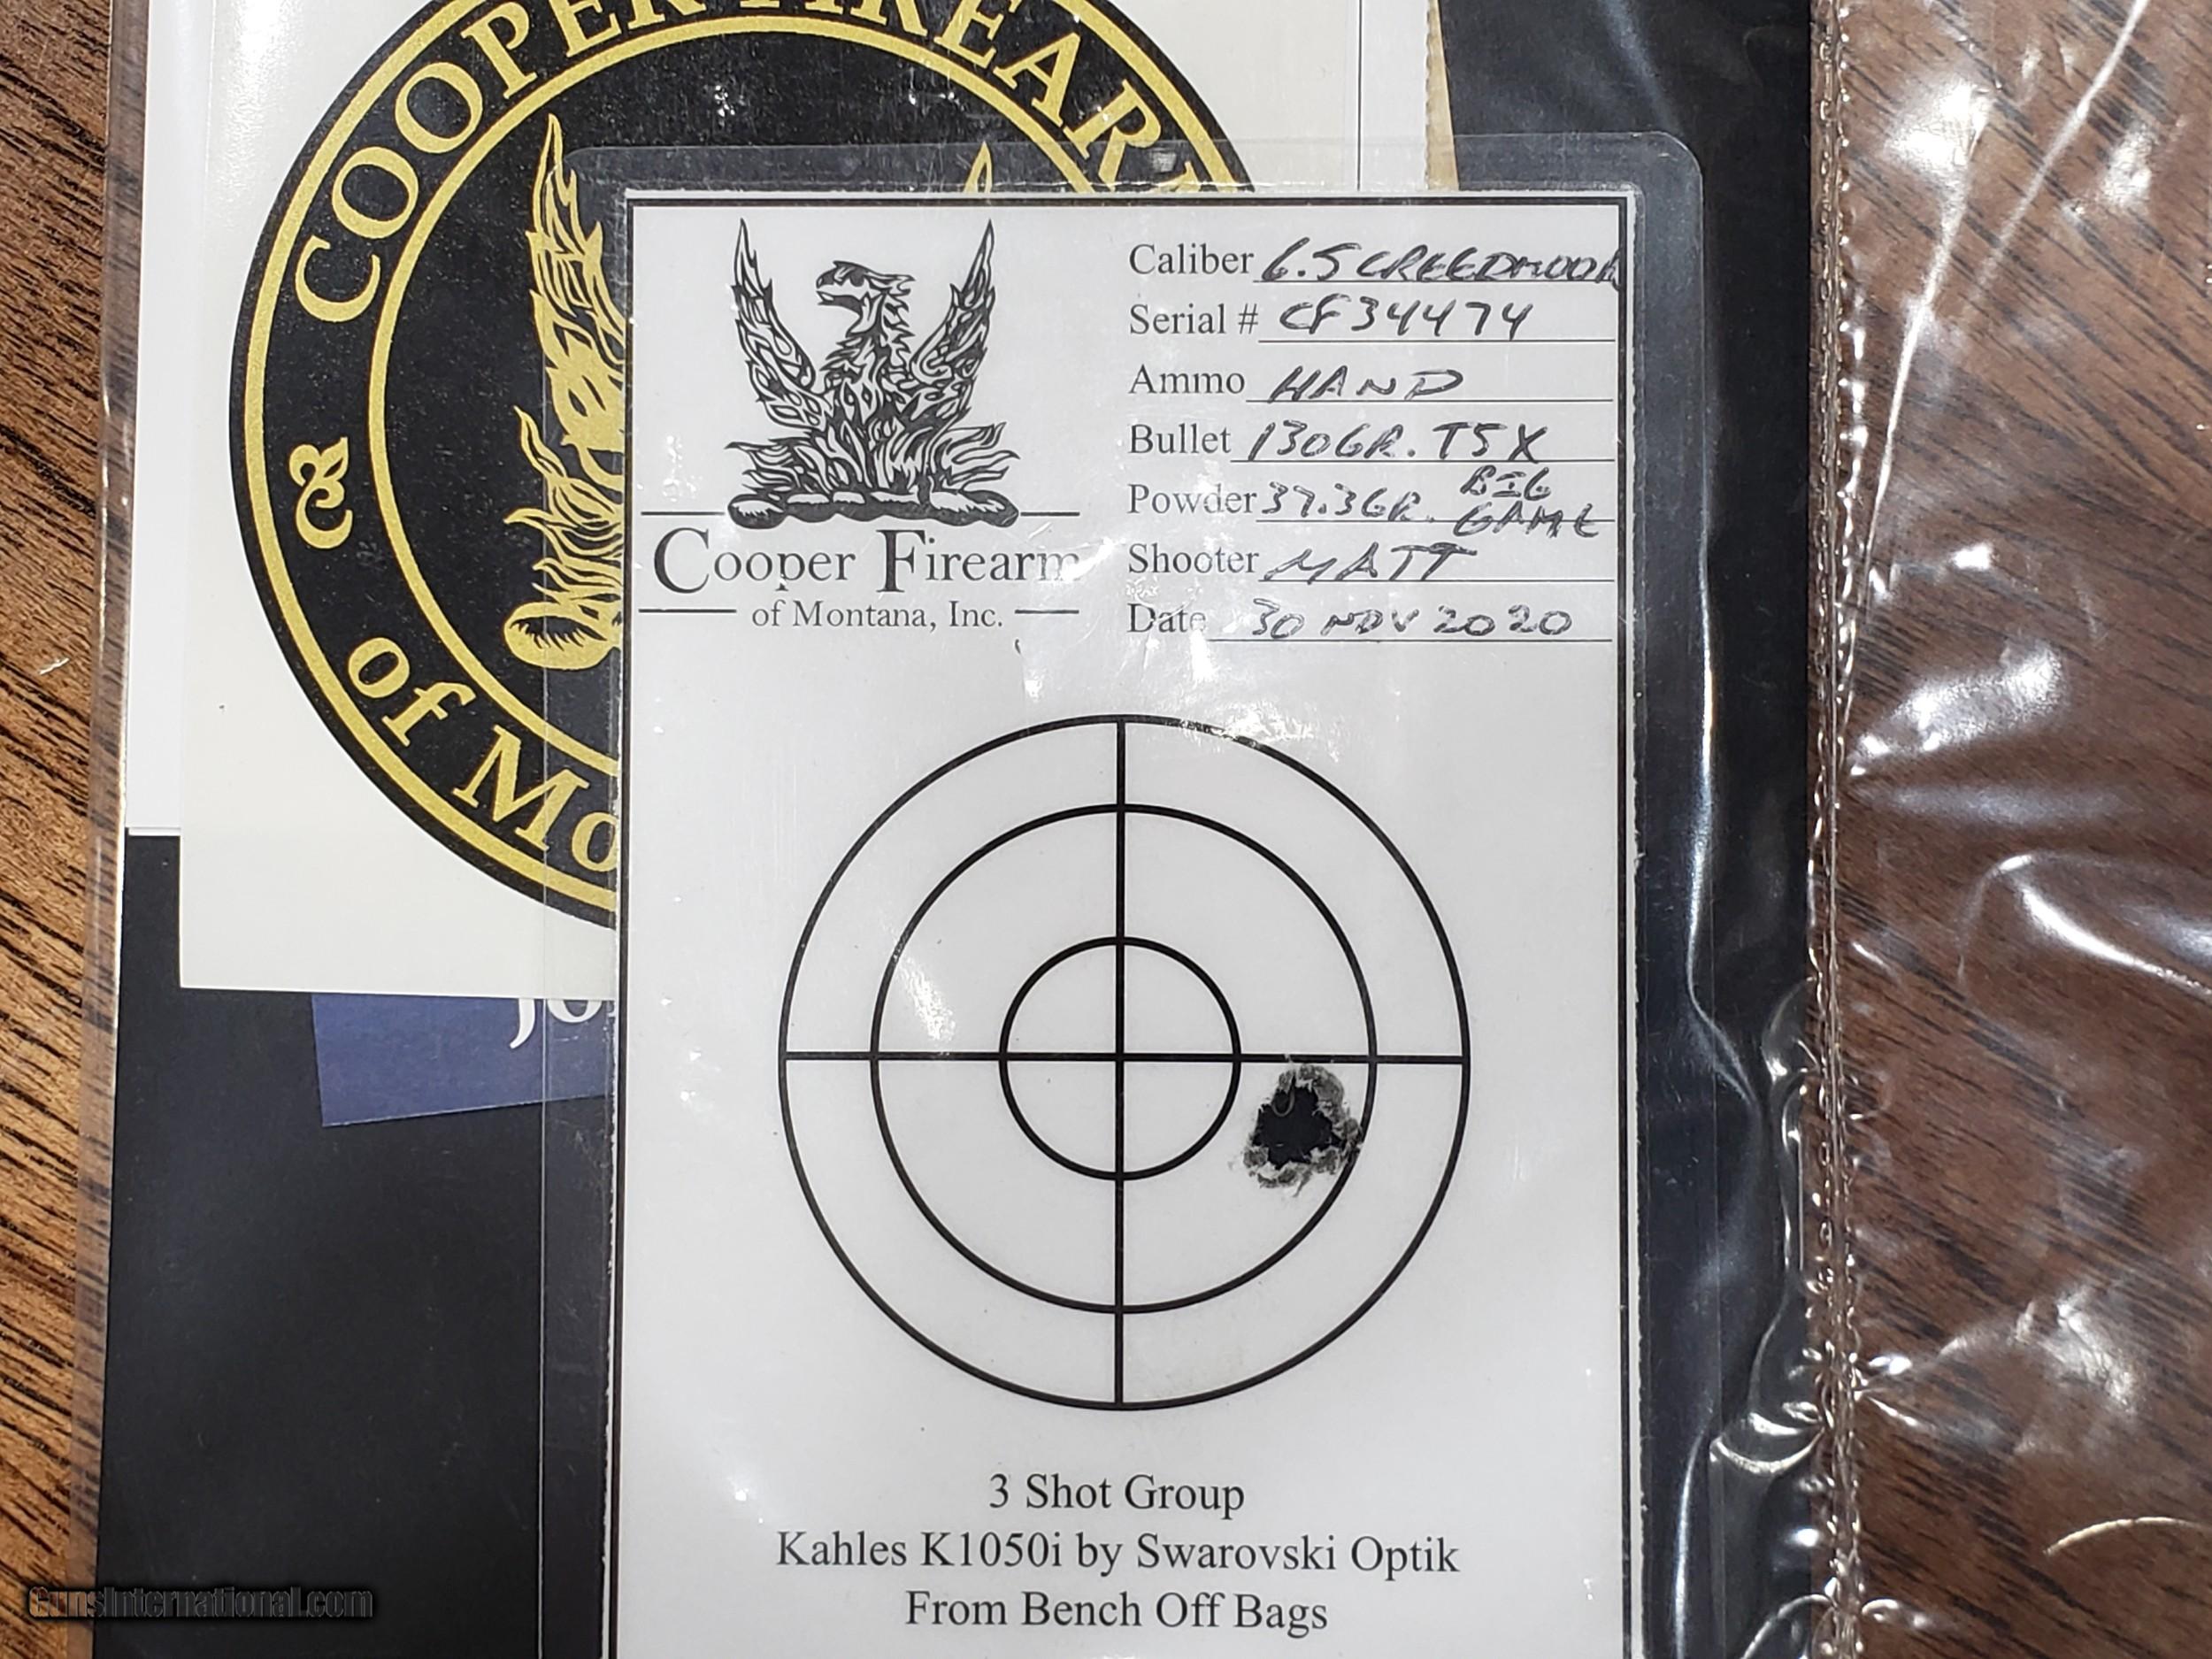 COOPER FIREAR
of Mo
Caliber 6.5 CREEDMOOR
Serial # CF34474
Ammo HAND
Bullet 130GR. TSX
Powder 37.3GR. BIG GAME
Shooter MATT
Date 30 NOV 2020
Cooper Firearm
of Montana, Inc.
Jo
3 Shot Group
Kahles K1050i by Swarovski Optik
From Bench Off Bags
GunsInternational.com